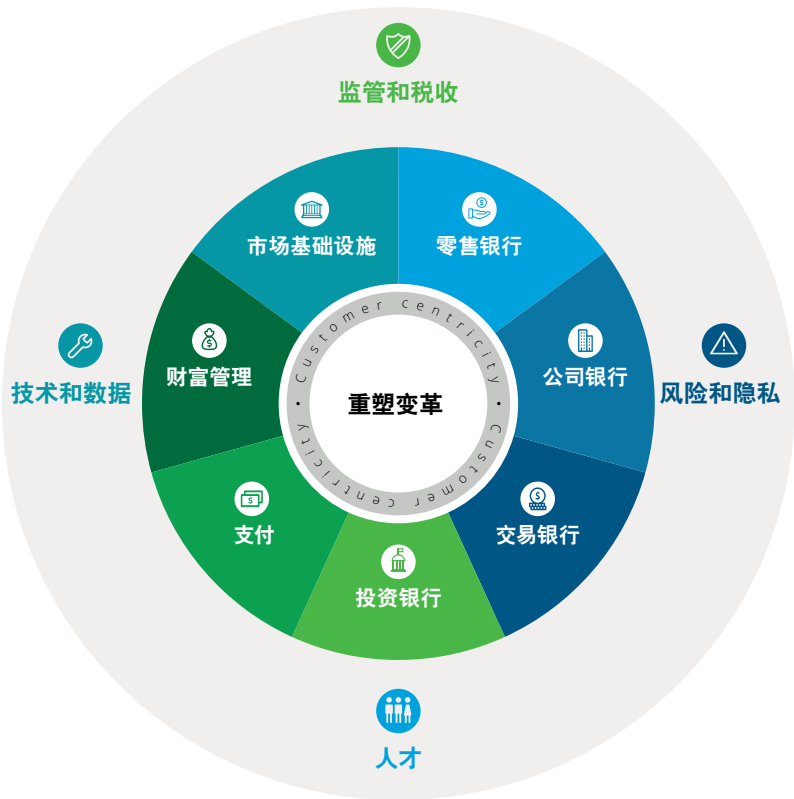 监管和税收
市场基础设施
零售银行
财富管理
公司银行
技术和数据
风险和隐私
Customer centricity
重塑变革
Customer centricity
支付
交易银行
投资银行
人才